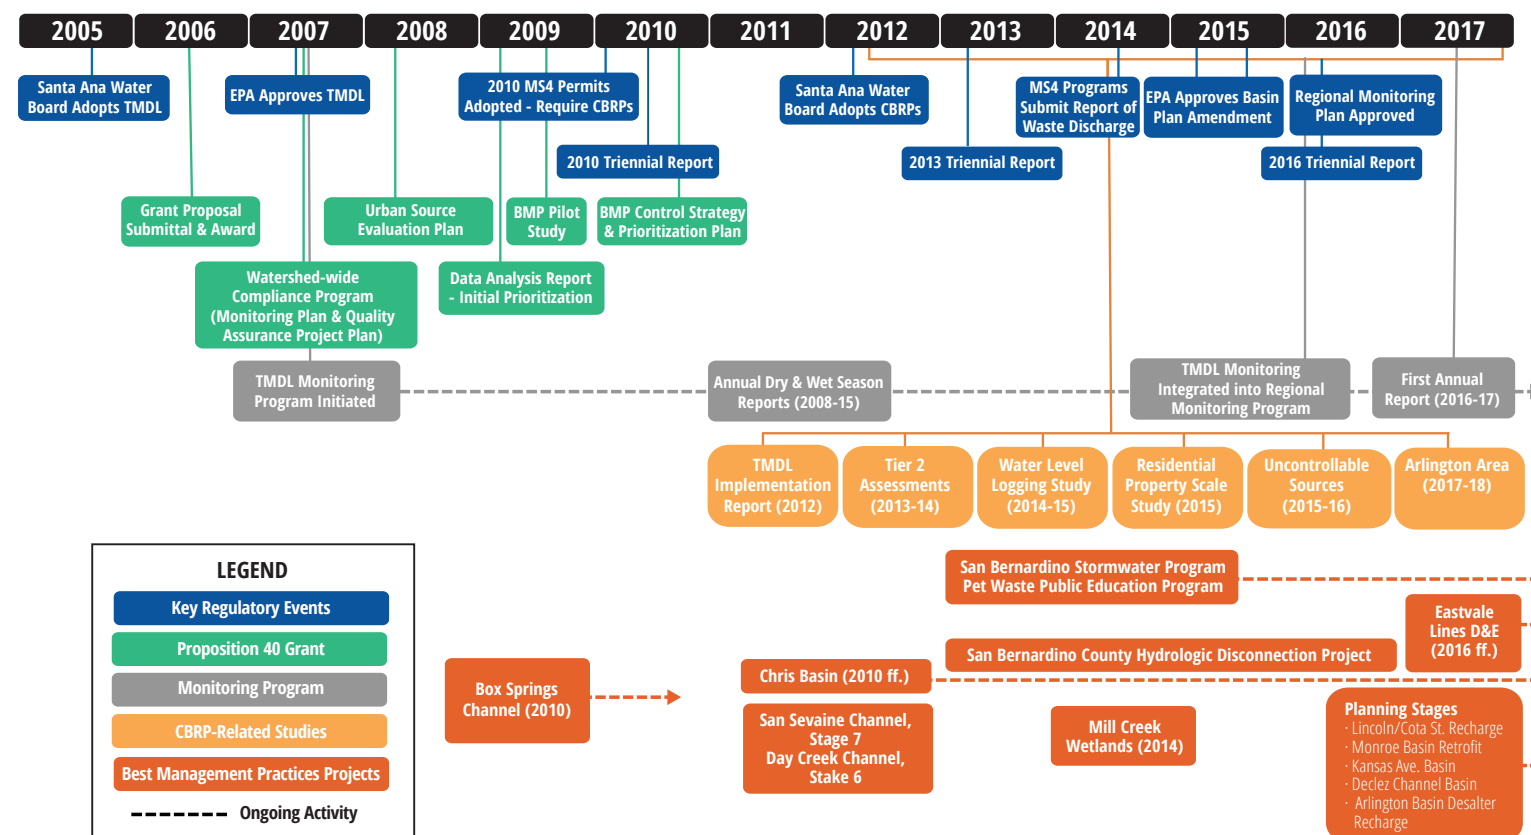 2005 2006 2007 2008 2009 2010 2011 2012 2013 2014 2015 2016 2017
Santa Ana Water
Board Adopts TMDL
EPA Approves TMDL
2010 MS4 Permits
Adopted - Require CBRPs
2010 Triennial Report
Santa Ana Water
Board Adopts CBRPs
2013 Triennial Report
MS4 Programs
Submit Report of
Waste Discharge
EPA Approves Basin
Plan Amendment
Regional Monitoring
Plan Approved
2016 Triennial Report
Grant Proposal
Submittal & Award
Urban Source
Evaluation Plan
BMP Pilot
Study
BMP Control Strategy
& Prioritization Plan
Watershed-wide
Compliance Program
(Monitoring Plan & Quality
Assurance Project Plan)
Data Analysis Report
- Initial Prioritization
TMDL Monitoring
Program Initiated
Annual Dry & Wet Season
Reports (2008-15)
TMDL Monitoring
Integrated into Regional
Monitoring Program
First Annual
Report (2016-17)
TMDL
Implementation
Report (2012)
Tier 2
Assessments
(2013-14)
Water Level
Logging Study
(2014-15)
Residential
Property Scale
Study (2015)
Uncontrollable
Sources
(2015-16)
Arlington Area
(2017-18)
San Bernardino Stormwater Program
Pet Waste Public Education Program
Eastvale
Lines D&E
(2016 ff.)
San Bernardino County Hydrologic Disconnection Project
Box Springs
Channel (2010)
Chris Basin (2010 ff.)
San Sevaine Channel,
Stage 7
Day Creek Channel,
Stake 6
Mill Creek
Wetlands (2014)
Planning Stages
· Lincoln/Cota St. Recharge
· Monroe Basin Retrofit
· Kansas Ave. Basin
· Declez Channel Basin
· Arlington Basin Desalter
Recharge
LEGEND
Key Regulatory Events
Proposition 40 Grant
Monitoring Program
CBRP-Related Studies
Best Management Practices Projects
Ongoing Activity